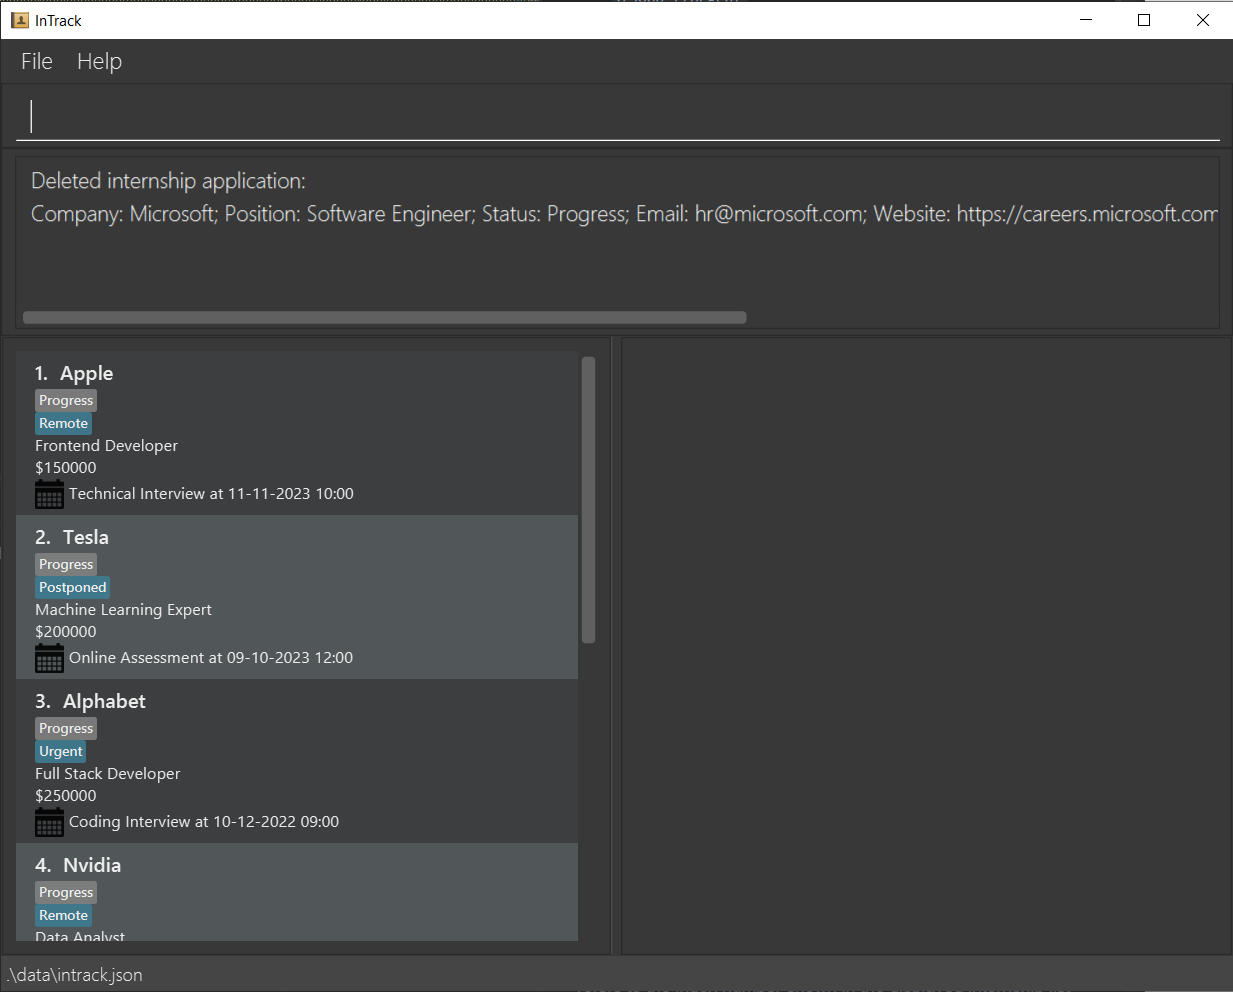 InTrack
File Help
Deleted internship application:
Company: Microsoft; Position: Software Engineer; Status: Progress; Email: hr@microsoft.com; Website: https://careers.microsoft.com
1. Apple
Progress
Remote
Frontend Developer
$150000
Technical Interview at 11-11-2023 10:00
2. Tesla
Progress
Postponed
Machine Learning Expert
$200000
Online Assessment at 09-10-2023 12:00
3. Alphabet
Progress
Urgent
Full Stack Developer
$250000
Coding Interview at 10-12-2022 09:00
4. Nvidia
Progress
Remote
Data Analyst
.\data\intrack.json